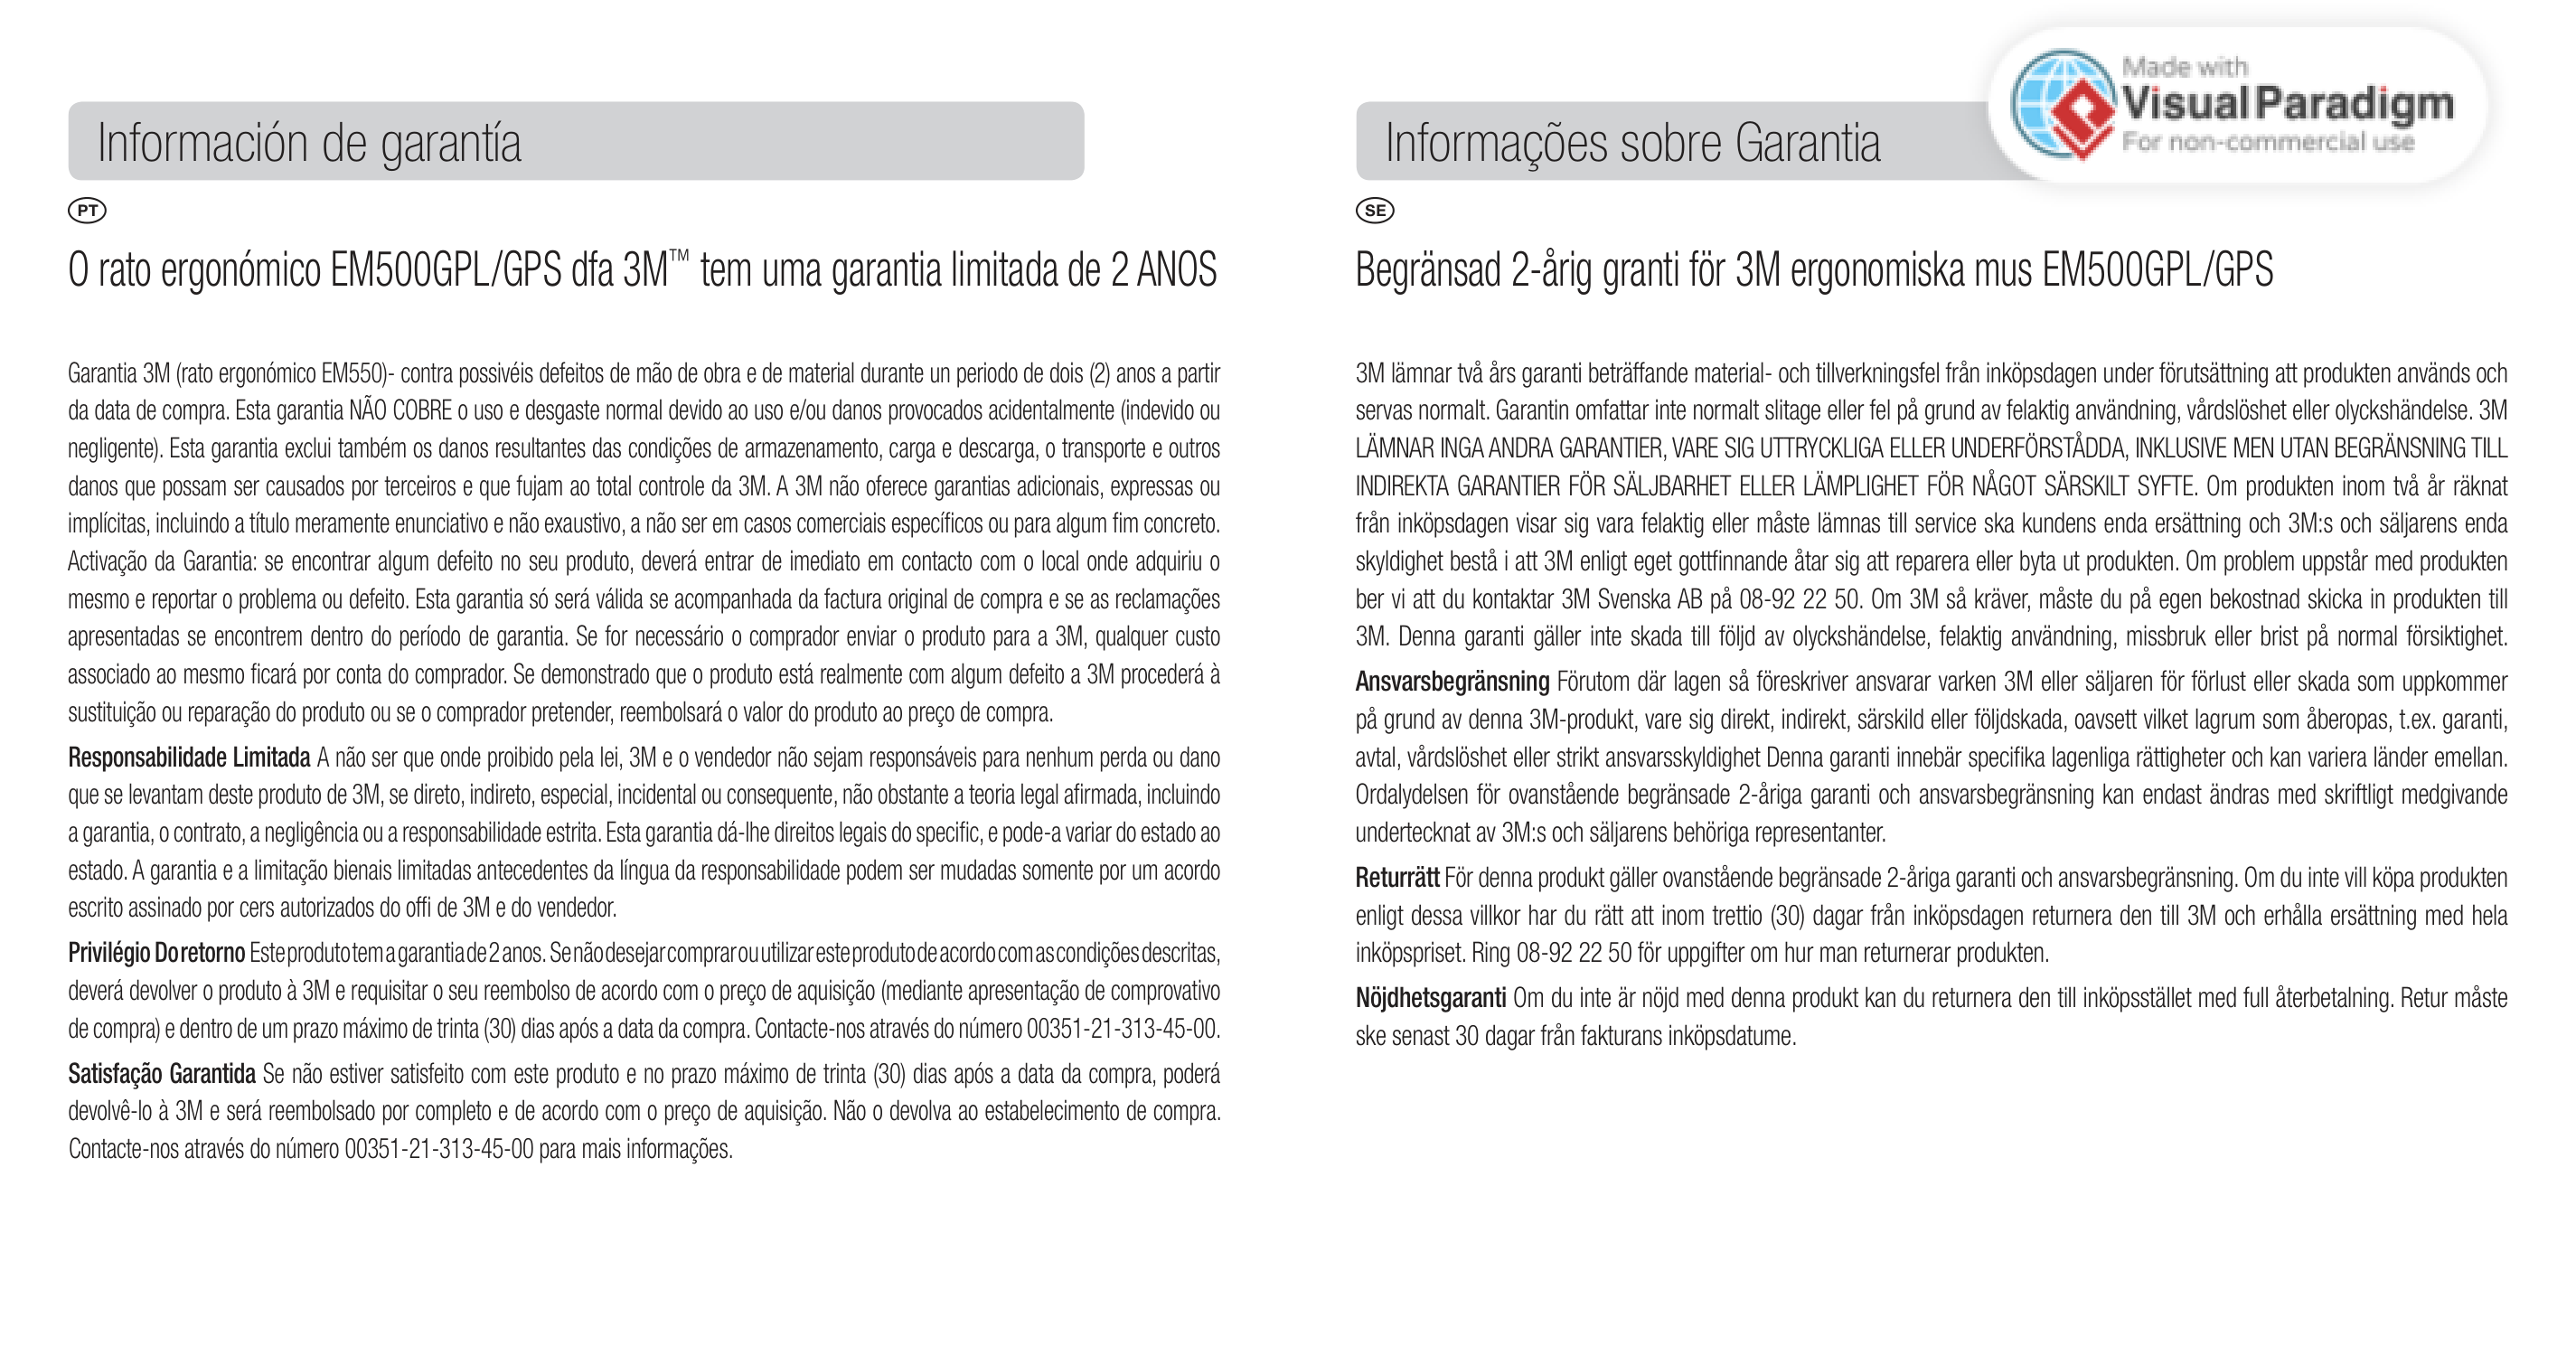 Información de garantía
PT
O rato ergonómico EM500GPL/GPS dfa 3M™ tem uma garantia limitada de 2 ANOS
Garantia 3M (rato ergonómico EM550)- contra possivéis defeitos de mão de obra e de material durante un periodo de dois (2) anos a partir
da data de compra. Esta garantia NÃO COBRE o uso e desgaste normal devido ao uso e/ou danos provocados acidentalmente (indevido ou
negligente). Esta garantia exclui também os danos resultantes das condições de armazenamento, carga e descarga, o transporte e outros
danos que possam ser causados por terceiros e que fujam ao total controle da 3M. A 3M não oferece garantias adicionais, expressas ou
implícitas, incluindo a título meramente enunciativo e não exaustivo, a não ser em casos comerciais específicos ou para algum fim concreto.
Activação da Garantia: se encontrar algum defeito no seu produto, deverá entrar de imediato em contacto com o local onde adquiriu o
mesmo e reportar o problema ou defeito. Esta garantia só será válida se acompanhada da factura original de compra e se as reclamações
apresentadas se encontrem dentro do período de garantia. Se for necessário o comprador enviar o produto para a 3M, qualquer custo
associado ao mesmo ficará por conta do comprador. Se demonstrado que o produto está realmente com algum defeito a 3M procederá à
sustituição ou reparação do produto ou se o comprador pretender, reembolsará o valor do produto ao preço de compra.
Responsabilidade Limitada A não ser que onde proibido pela lei, 3M e o vendedor não sejam responsáveis para nenhum perda ou dano
que se levantam deste produto de 3M, se direto, indireto, especial, incidental ou consequente, não obstante a teoria legal afirmada, incluindo
a garantia, o contrato, a negligência ou a responsabilidade estrita. Esta garantia dá-lhe direitos legais do specific, e pode-a variar do estado ao
estado. A garantia e a limitação bienais limitadas antecedentes da língua da responsabilidade podem ser mudadas somente por um acordo
escrito assinado por cers autorizados do offi de 3M e do vendedor.
Privilégio Do retorno Este produto tem a garantia de 2 anos. Se não desejar comprar ou utilizar este produto de acordo com as condições descritas,
deverá devolver o produto à 3M e requisitar o seu reembolso de acordo com o preço de aquisição (mediante apresentação de comprovativo
de compra) e dentro de um prazo máximo de trinta (30) dias após a data da compra. Contacte-nos através do número 00351-21-313-45-00.
Satisfação Garantida Se não estiver satisfeito com este produto e no prazo máximo de trinta (30) dias após a data da compra, poderá
devolvê-lo à 3M e será reembolsado por completo e de acordo com o preço de aquisição. Não o devolva ao estabelecimento de compra.
Contacte-nos através do número 00351-21-313-45-00 para mais informações.
Informações sobre Garantia
Made with
Visual Paradigm
For non-commercial use
SE
Begränsad 2-årig granti för 3M ergonomiska mus EM500GPL/GPS
3M lämnar två års garanti beträffande material- och tillverkningsfel från inköpsdagen under förutsättning att produkten används och
servas normalt. Garantin omfattar inte normalt slitage eller fel på grund av felaktig användning, vårdslöshet eller olyckshändelse. 3M
LÄMNAR INGA ANDRA GARANTIER, VARE SIG UTTRYCKLIGA ELLER UNDERFÖRSTÅDDA, INKLUSIVE MEN UTAN BEGRÄNSNING TILL
INDIREKTA GARANTIER FÖR SÄLJBARHET ELLER LÄMPLIGHET FÖR NÅGOT SÄRSKILT SYFTE. Om produkten inom två år räknat
från inköpsdagen visar sig vara felaktig eller måste lämnas till service ska kundens enda ersättning och 3M:s och säljarens enda
skyldighet bestå i att 3M enligt eget gottfinnande åtar sig att reparera eller byta ut produkten. Om problem uppstår med produkten
ber vi att du kontaktar 3M Svenska AB på 08-92 22 50. Om 3M så kräver, måste du på egen bekostnad skicka in produkten till
3M. Denna garanti gäller inte skada till följd av olyckshändelse, felaktig användning, missbruk eller brist på normal försiktighet.
Ansvarsbegränsning Förutom där lagen så föreskriver ansvarar varken 3M eller säljaren för förlust eller skada som uppkommer
på grund av denna 3M-produkt, vare sig direkt, indirekt, särskild eller följdskada, oavsett vilket lagrum som åberopas, t.ex. garanti,
avtal, vårdslöshet eller strikt ansvarsskyldighet Denna garanti innebär specifika lagenliga rättigheter och kan variera länder emellan.
Ordalydelsen för ovanstående begränsade 2-åriga garanti och ansvarsbegränsning kan endast ändras med skriftligt medgivande
undertecknat av 3M:s och säljarens behöriga representanter.
Returrätt För denna produkt gäller ovanstående begränsade 2-åriga garanti och ansvarsbegränsning. Om du inte vill köpa produkten
enligt dessa villkor har du rätt att inom trettio (30) dagar från inköpsdagen returnera den till 3M och erhålla ersättning med hela
inköpspriset. Ring 08-92 22 50 för uppgifter om hur man returnerar produkten.
Nöjdhetsgaranti Om du inte är nöjd med denna produkt kan du returnera den till inköpsstället med full återbetalning. Retur måste
ske senast 30 dagar från fakturans inköpsdatume.